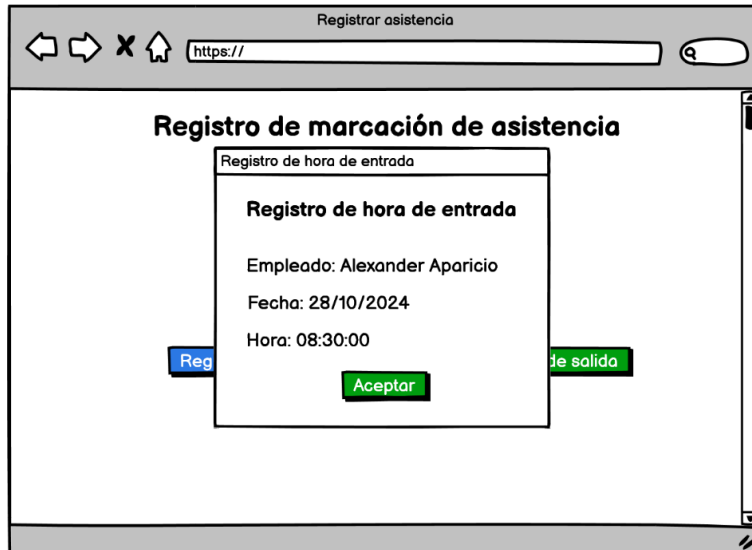 Registrar asistencia
https://
Registro de marcación de asistencia
Registro de hora de entrada
Registro de hora de entrada
Empleado: Alexander Aparicio
Fecha: 28/10/2024
Hora: 08:30:00
Reg
de salida
Aceptar